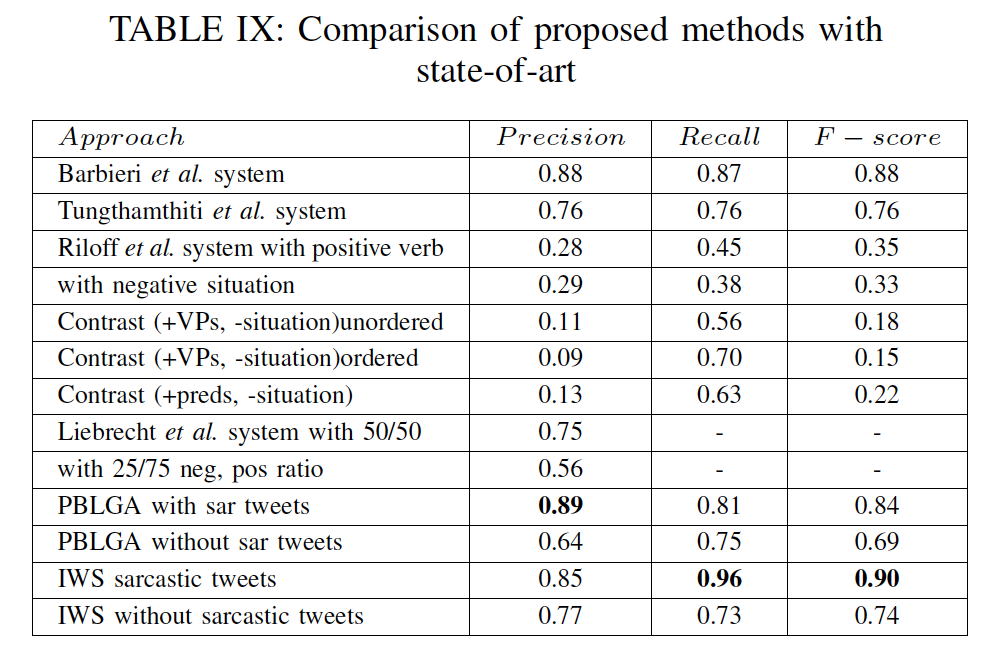 TABLE IX: Comparison of proposed methods with
state-of-art
Approach Precision Recall F − score
Barbieri et al. system 0.88 0.87 0.88
Tungthamthiti et al. system 0.76 0.76 0.76
Riloff et al. system with positive verb 0.28 0.45 0.35
with negative situation 0.29 0.38 0.33
Contrast (+VPs, -situation)unordered 0.11 0.56 0.18
Contrast (+VPs, -situation)ordered 0.09 0.70 0.15
Contrast (+preds, -situation) 0.13 0.63 0.22
Liebrecht et al. system with 50/50 0.75 - -
with 25/75 neg, pos ratio 0.56 - -
PBLGA with sar tweets 0.89 0.81 0.84
PBLGA without sar tweets 0.64 0.75 0.69
IWS sarcastic tweets 0.85 0.96 0.90
IWS without sarcastic tweets 0.77 0.73 0.74